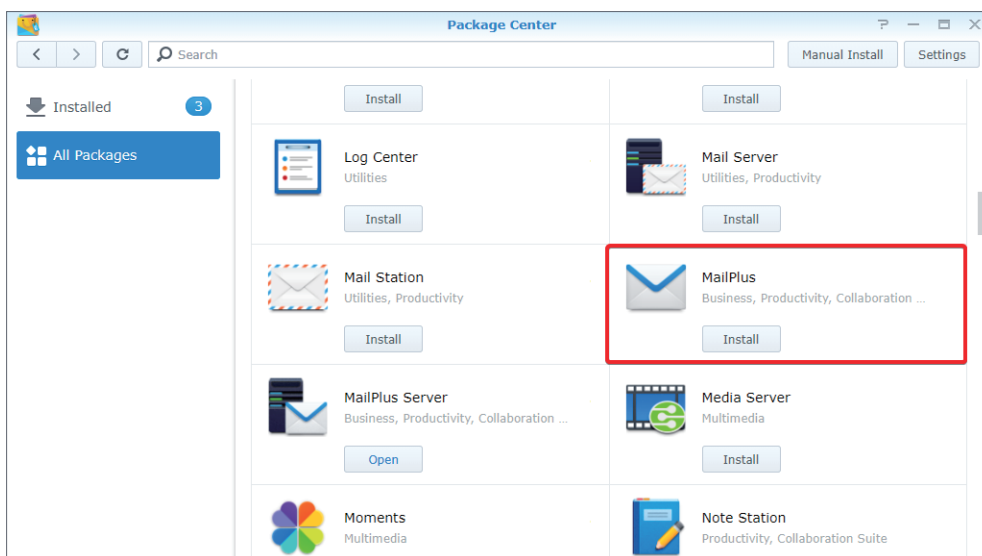 Package Center
Search
Manual Install
Settings
Installed
3
All Packages
Install
Install
Log Center
Utilities
Install
Mail Server
Utilities, Productivity
Install
Mail Station
Utilities, Productivity
Install
MailPlus
Business, Productivity, Collaboration ...
Install
MailPlus Server
Business, Productivity, Collaboration ...
Open
Media Server
Multimedia
Install
Moments
Multimedia
Note Station
Productivity, Collaboration Suite